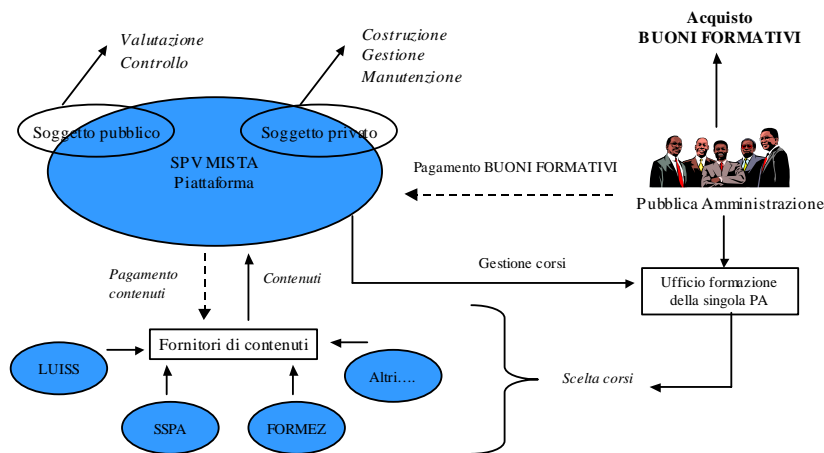 Valutazione
Controllo
Costruzione
Gestione
Manutenzione
Acquisto
BUONI FORMATIVI
Soggetto pubblico
Soggetto privato
SPV MISTA
Piattaforma
Pagamento BUONI FORMATIVI
Pubblica Amministrazione
Pagamento
contenuti
Contenuti
Gestione corsi
Ufficio formazione
della singola PA
Fornitori di contenuti
LUISS
Altri….
Scelta corsi
SSPA
FORMEZ